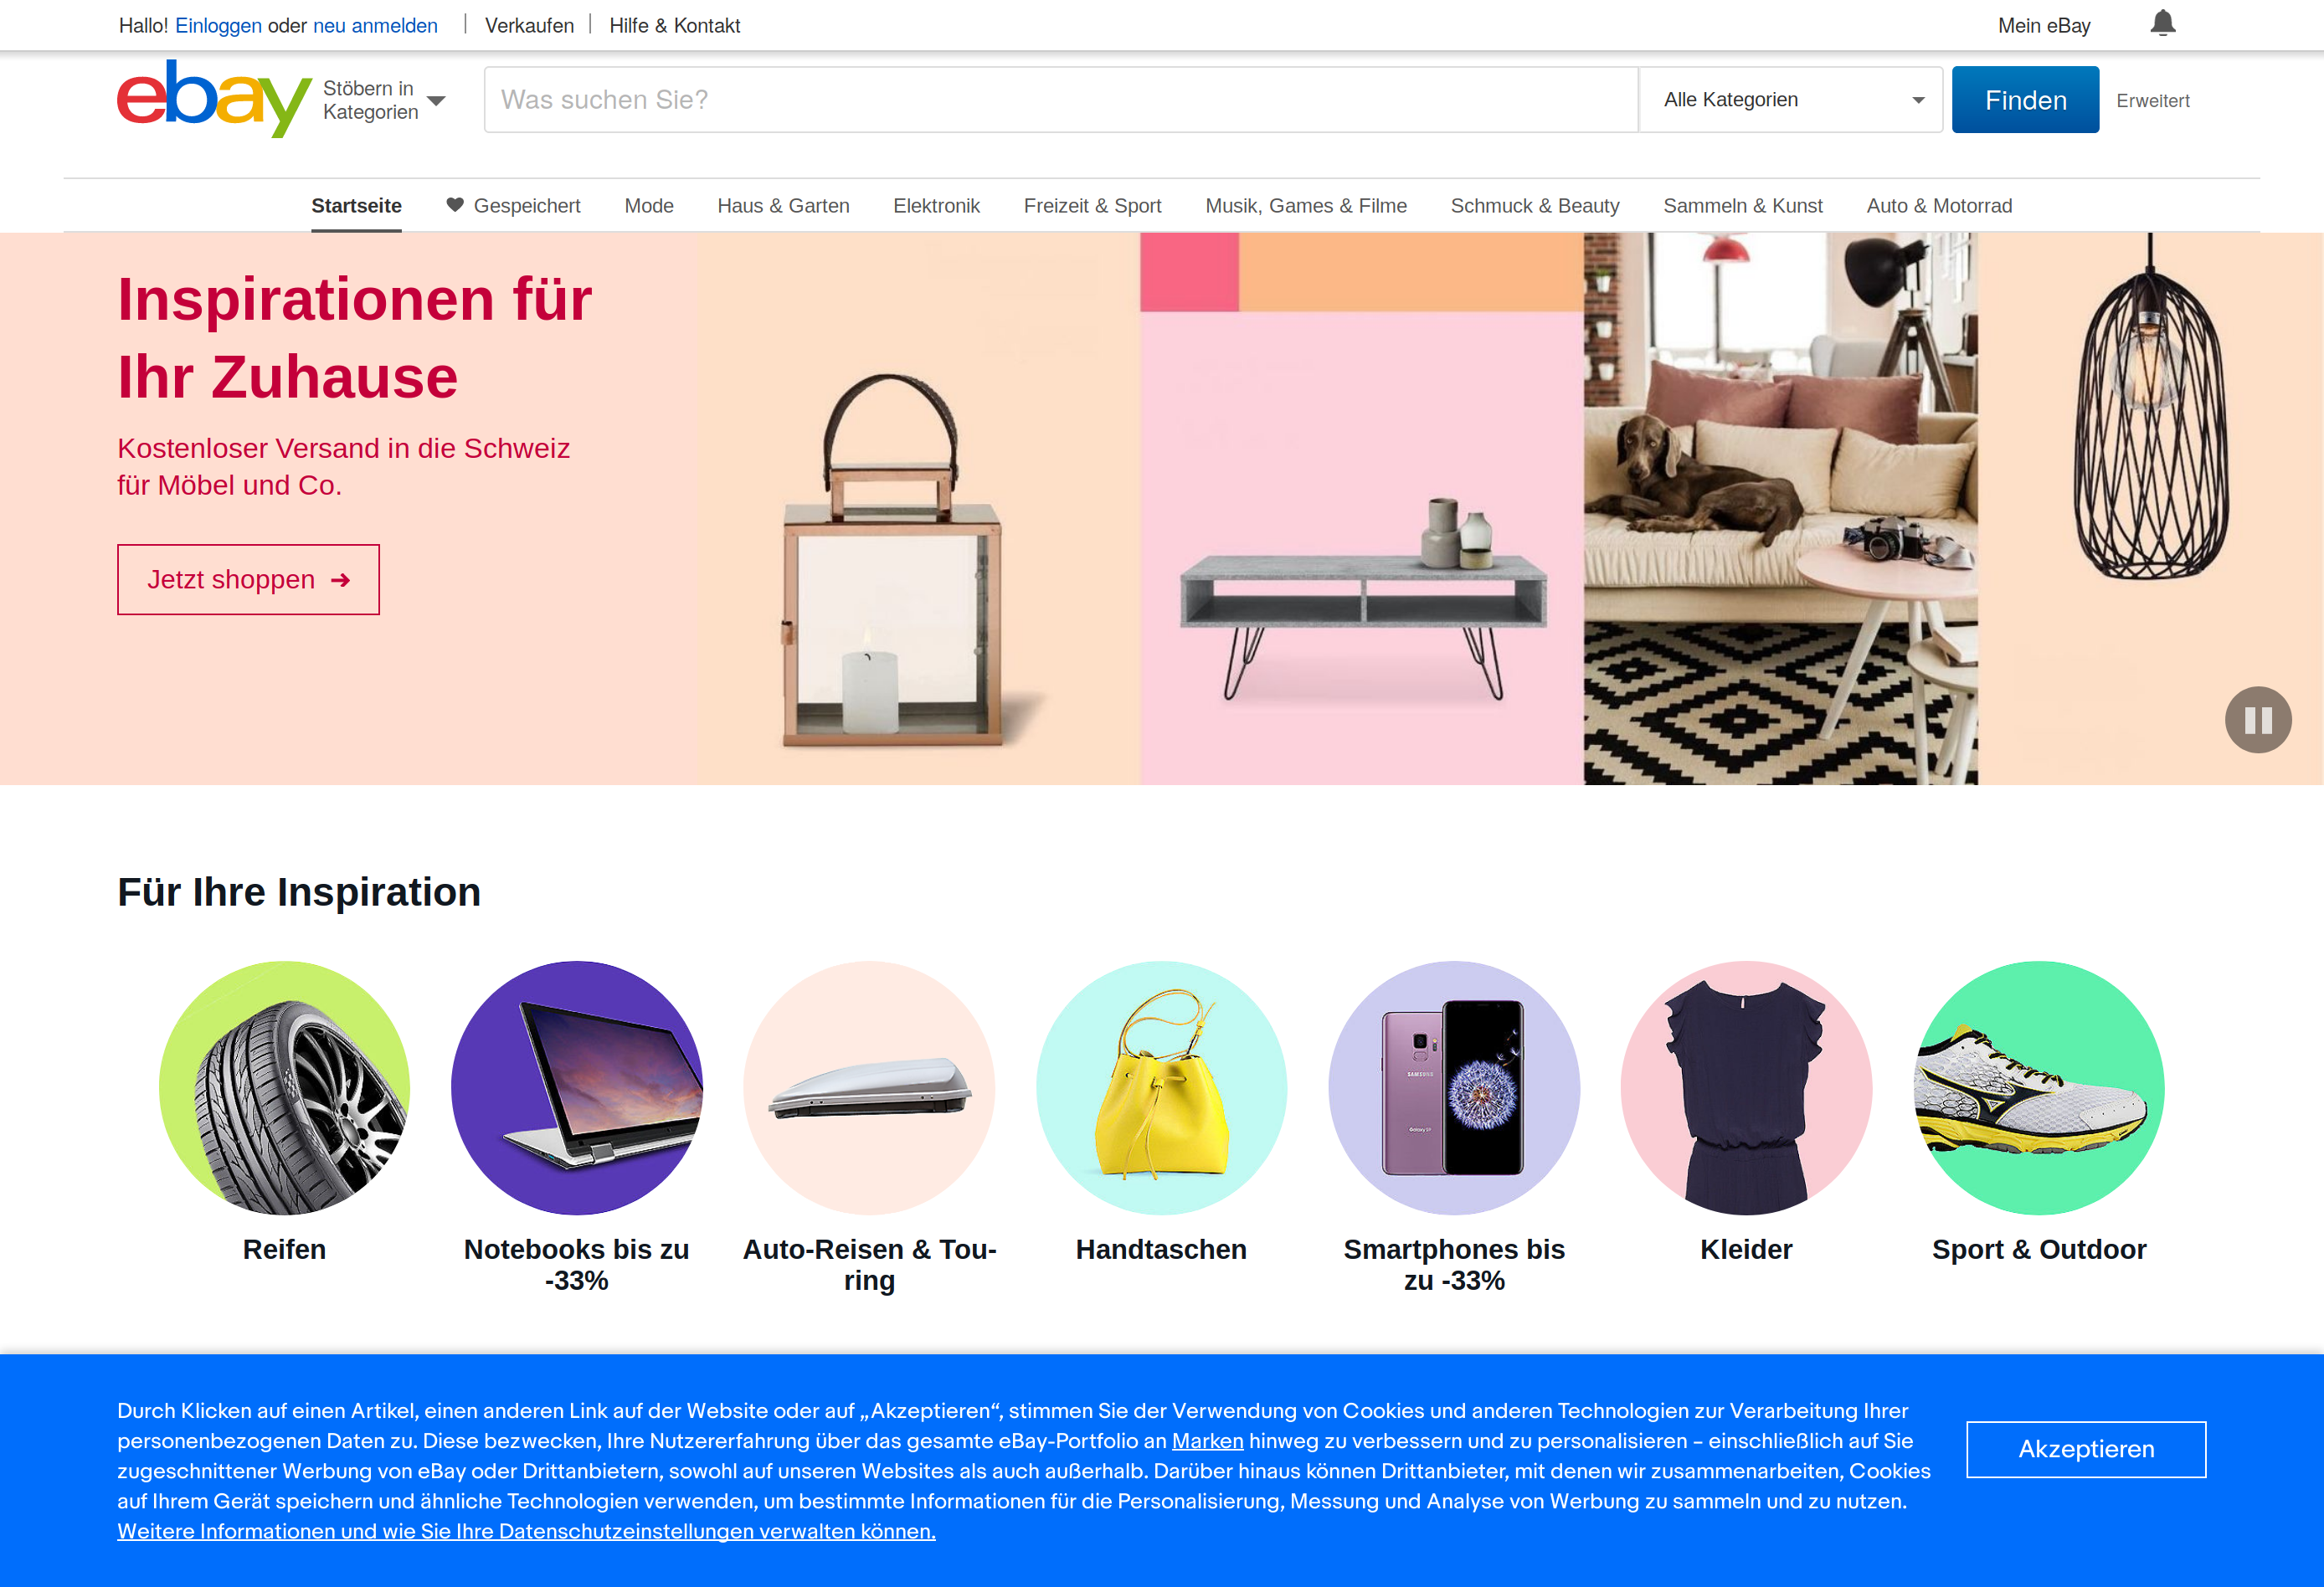 Hallo! Einloggen oder neu anmelden
Verkaufen
Hilfe & Kontakt
Mein eBay
ebay
Stöbern in
Kategorien
Was suchen Sie?
Alle Kategorien
Finden
Erweitert
Startseite
Gespeichert
Mode
Haus & Garten
Elektronik
Freizeit & Sport
Musik, Games & Filme
Schmuck & Beauty
Sammeln & Kunst
Auto & Motorrad
Inspirationen für
Ihr Zuhause
Kostenloser Versand in die Schweiz
für Möbel und Co.
Jetzt shoppen
Für Ihre Inspiration
SAMSUNG
Galaxy S9
Reifen
Notebooks bis zu
-33%
Auto-Reisen & Tou-
ring
Handtaschen
Smartphones bis
zu -33%
Kleider
Sport & Outdoor
Durch Klicken auf einen Artikel, einen anderen Link auf der Website oder auf „Akzeptieren“, stimmen Sie der Verwendung von Cookies und anderen Technologien zur Verarbeitung Ihrer
personenbezogenen Daten zu. Diese bezwecken, Ihre Nutzererfahrung über das gesamte eBay-Portfolio an Marken hinweg zu verbessern und zu personalisieren – einschließlich auf Sie
zugeschnittener Werbung von eBay oder Drittanbietern, sowohl auf unseren Websites als auch außerhalb. Darüber hinaus können Drittanbieter, mit denen wir zusammenarbeiten, Cookies
auf Ihrem Gerät speichern und ähnliche Technologien verwenden, um bestimmte Informationen für die Personalisierung, Messung und Analyse von Werbung zu sammeln und zu nutzen.
Weitere Informationen und wie Sie Ihre Datenschutzeinstellungen verwalten können.
Akzeptieren